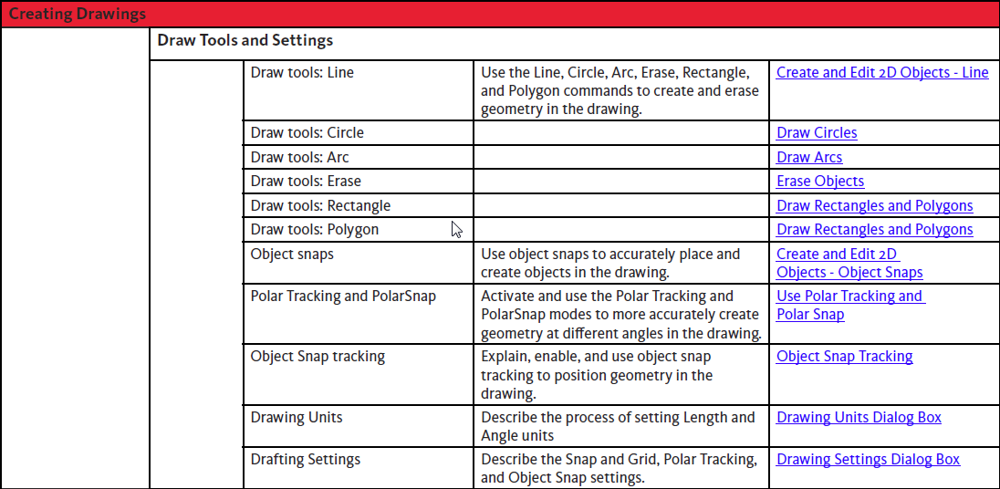 Creating Drawings
Draw Tools and Settings
Draw tools: Line
Use the Line, Circle, Arc, Erase, Rectangle,
and Polygon commands to create and erase
geometry in the drawing.
Create and Edit 2D Objects - Line
Draw tools: Circle
Draw Circles
Draw tools: Arc
Draw Arcs
Draw tools: Erase
Erase Objects
Draw tools: Rectangle
Draw Rectangles and Polygons
Draw tools: Polygon
Draw Rectangles and Polygons
Object snaps
Use object snaps to accurately place and
create objects in the drawing.
Create and Edit 2D
Objects - Object Snaps
Polar Tracking and PolarSnap
Activate and use the Polar Tracking and
PolarSnap modes to more accurately create
geometry at different angles in the drawing.
Use Polar Tracking and
Polar Snap
Object Snap tracking
Explain, enable, and use object snap
tracking to position geometry in the
drawing.
Object Snap Tracking
Drawing Units
Describe the process of setting Length and
Angle units
Drawing Units Dialog Box
Drafting Settings
Describe the Snap and Grid, Polar Tracking,
and Object Snap settings.
Drawing Settings Dialog Box